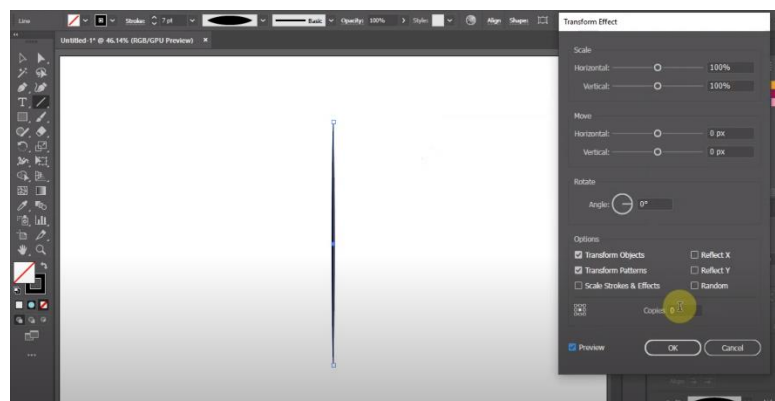 Line Stroke: 7 pt Basic Opacity: 100% Style: Align Shape: Transform Effect
Untitled-1* @ 46.14% (RGB/GPU Preview) ×
Scale
Horizontal: 100%
Vertical: 100%
Move
Horizontal: 0 px
Vertical: 0 px
Rotate
Angle: 0°
Options
Transform Objects Reflect X
Transform Patterns Reflect Y
Scale Strokes & Effects Random
Copies 0
Preview OK Cancel
Align: